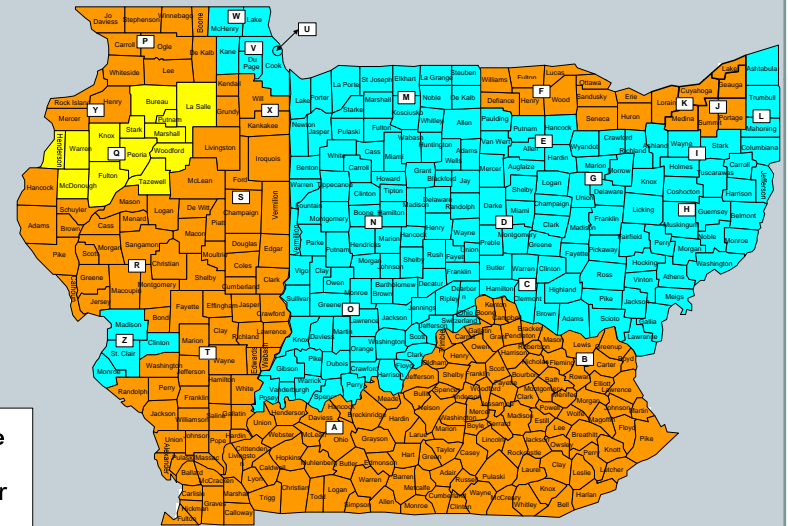 Jo
Daviess
Stephenson
Winnebago
Boone
W
McHenry
Lake
U
P
Carroll
Ogle
De Kalb
Kane
V
Du
Page
Cook
Whiteside
Lee
Kendall
Will
Rock Island
Y
Henry
Mercer
Bureau
La Salle
Putnam
Grundy
X
Kankakee
Henderson
Warren
Knox
Stark
Marshall
Q
Peoria
Woodford
Livingston
Iroquois
Fulton
McDonough
Tazewell
McLean
Ford
Hancock
Schuyler
Mason
Logan
De Witt
S
Champaign
Vermilion
Adams
Brown
Cass
Menard
Macon
Piatt
Pike
Scott
Morgan
Sangamon
Moultrie
Douglas
Edgar
R
Christian
Coles
Greene
Macoupin
Montgomery
Shelby
Cumberland
Clark
Calhoun
Jersey
Fayette
Effingham
Jasper
Crawford
Madison
Bond
Z
Clinton
Clay
Richland
Lawrence
St. Clair
Marion
T
Wayne
Edwards
Wabash
Monroe
Washington
Jefferson
Randolph
Perry
Hamilton
White
Franklin
Jackson
Williamson
Saline
Gallatin
Union
Johnson
Pope
Hardin
Alexander
Pulaski
Massac
Lake
Porter
La Porte
St Joseph
Elkhart
La Grange
Steuben
M
Marshall
Kosciusko
Noble
De Kalb
Starke
Newton
Jasper
Pulaski
Fulton
Whitley
Allen
White
Cass
Miami
Wabash
Huntington
Adams
Wells
Benton
Carroll
Howard
Grant
Blackford
Jay
Warren
Tippecanoe
Clinton
Tipton
Madison
Delaware
Randolph
Fountain
Montgomery
Boone
Hamilton
N
Henry
Wayne
Vermilion
Parke
Putnam
Hendricks
Marion
Hancock
Union
Rush
Fayette
Morgan
Johnson
Shelby
Franklin
Vigo
Clay
Owen
Monroe
Brown
Bartholomew
Decatur
Dearborn
Ripley
Ohio
Sullivan
Greene
O
Lawrence
Jackson
Jennings
Jefferson
Switzerland
Knox
Daviess
Martin
Orange
Washington
Scott
Clark
Gibson
Pike
Dubois
Crawford
Floyd
Harrison
Posey
Vanderburgh
Warrick
Spencer
Perry
Williams
Fulton
Lucas
Ottawa
Defiance
F
Henry
Wood
Sandusky
Erie
Lorain
Cuyahoga
Lake
Geauga
Ashtabula
K
J
Trumbull
Medina
Summit
Portage
L
Mahoning
Paulding
Putnam
Hancock
Seneca
Huron
E
Van Wert
Allen
Wyandot
Crawford
Richland
Ashland
Wayne
Stark
Columbiana
I
Hardin
Marion
Morrow
Holmes
Carroll
Tuscarawas
Jefferson
Mercer
Auglaize
G
Shelby
Logan
Union
Delaware
Knox
Coshocton
Harrison
Darke
Miami
Champaign
H
Licking
Guernsey
Belmont
D
Clark
Madison
Franklin
Muskingum
Noble
Monroe
Preble
Montgomery
Greene
Fairfield
Perry
Morgan
Fayette
Pickaway
Washington
Butler
Warren
Clinton
Hocking
Ross
Athens
Vinton
Hamilton
C
Clermont
Highland
Meigs
Pike
Jackson
Brown
Adams
Scioto
Gallia
Lawrence
B
Kenton
Boone
Campbell
Gallatin
Grant
Pendleton
Bracken
Robertson
Mason
Lewis
Greenup
Boyd
Carroll
Owen
Harrison
Nicholas
Fleming
Trimble
Henry
Oldham
Shelby
Franklin
Scott
Bourbon
Bath
Rowan
Elliott
Carter
Lawrence
Jefferson
Spencer
Woodford
Fayette
Clark
Montgomery
Menifee
Morgan
Johnson
Martin
Bullitt
Nelson
Meade
Hancock
Breckinridge
Hardin
Larue
Washington
Mercer
Marion
Boyle
Garrard
Jessamine
Madison
Estill
Powell
Wolfe
Magoffin
Floyd
Pike
Lee
Breathitt
Lincoln
Jackson
Owsley
Perry
Knott
Letcher
Rockcastle
Laurel
Clay
Leslie
Harlan
Knox
Bell
Whitley
McCreary
Wayne
Pulaski
Casey
Taylor
Green
Adair
Russell
Cumberland
Clinton
Metcalfe
Monroe
Barren
Hart
Allen
Warren
Edmonson
Grayson
Ohio
A
Daviess
Henderson
Union
Webster
McLean
Hopkins
Muhlenberg
Butler
Logan
Simpson
Todd
Christian
Trigg
Caldwell
Lyon
Crittenden
Livingston
Ballard
McCracken
Marshall
Carlisle
Graves
Calloway
Hickman
Fulton
e
r